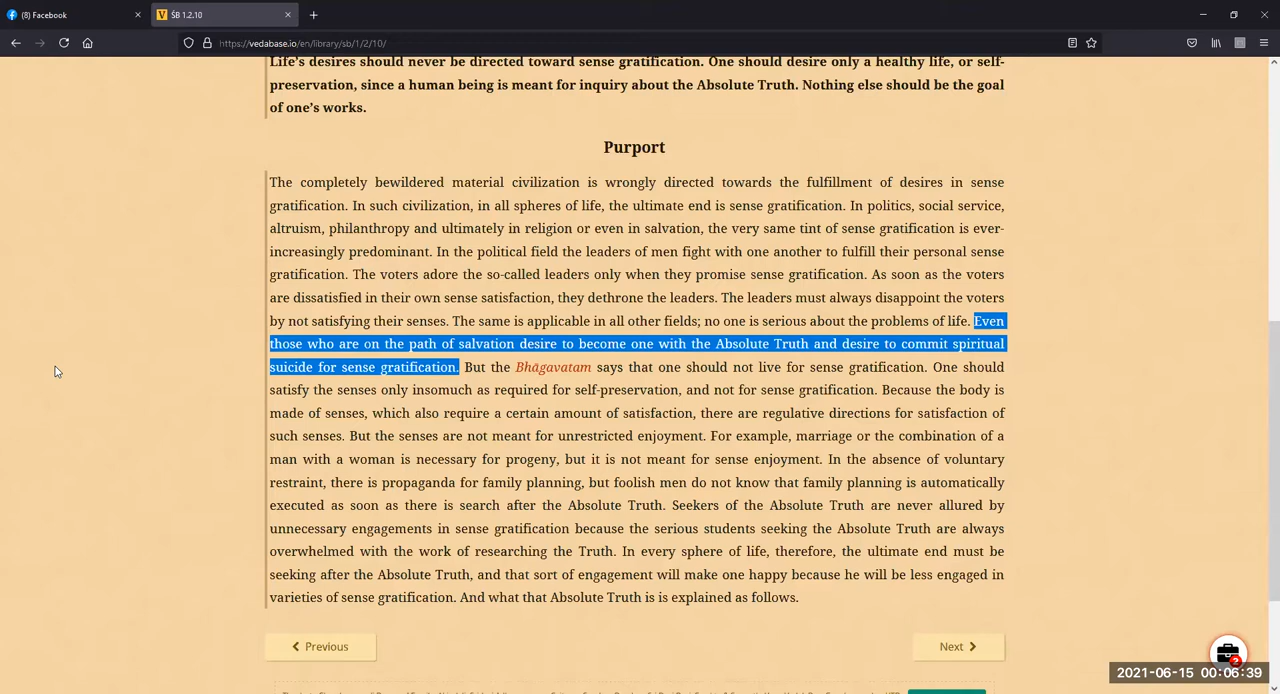 Facebook
ŚB 1.2.10
https://vedabase.io/en/library/sb/1/2/10/
Life's desires should never be directed toward sense gratification. One should desire only a healthy life, or self-
preservation, since a human being is meant for inquiry about the Absolute Truth. Nothing else should be the goal
of one's works.
Purport
The completely bewildered material civilization is wrongly directed towards the fulfillment of desires in sense
gratification. In such civilization, in all spheres of life, the ultimate end is sense gratification. In politics, social service,
altruism, philanthropy and ultimately in religion or even in salvation, the very same tint of sense gratification is ever-
increasingly predominant. In the political field the leaders of men fight with one another to fulfill their personal sense
gratification. The voters adore the so-called leaders only when they promise sense gratification. As soon as the voters
are dissatisfied in their own sense satisfaction, they dethrone the leaders. The leaders must always disappoint the voters
by not satisfying their senses. The same is applicable in all other fields; no one is serious about the problems of life. Even
those who are on the path of salvation desire to become one with the Absolute Truth and desire to commit spiritual
suicide for sense gratification. But the Bhāgavatam says that one should not live for sense gratification. One should
satisfy the senses only insomuch as required for self-preservation, and not for sense gratification. Because the body is
made of senses, which also require a certain amount of satisfaction, there are regulative directions for satisfaction of
such senses. But the senses are not meant for unrestricted enjoyment. For example, marriage or the combination of a
man with a woman is necessary for progeny, but it is not meant for sense enjoyment. In the absence of voluntary
restraint, there is propaganda for family planning, but foolish men do not know that family planning is automatically
executed as soon as there is search after the Absolute Truth. Seekers of the Absolute Truth are never allured by
unnecessary engagements in sense gratification because the serious students seeking the Absolute Truth are always
overwhelmed with the work of researching the Truth. In every sphere of life, therefore, the ultimate end must be
seeking after the Absolute Truth, and that sort of engagement will make one happy because he will be less engaged in
varieties of sense gratification. And what that Absolute Truth is is explained as follows.
Previous
Next
2
2021-06-15 00:06:39